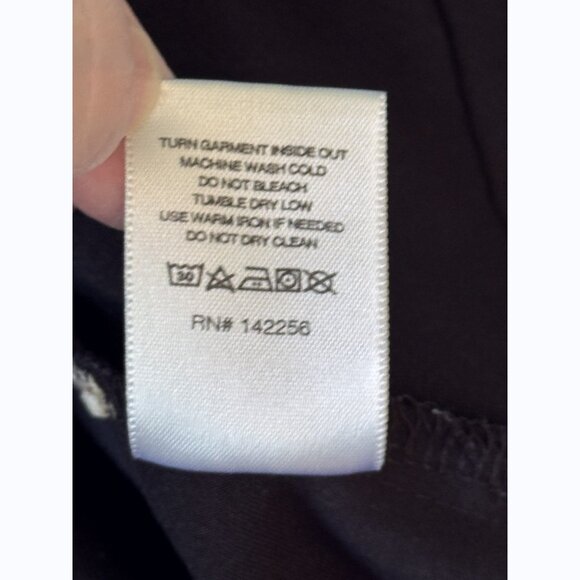 TURN GARMENT INSIDE OUT
MACHINE WASH COLD
DO NOT BLEACH
TUMBLE DRY LOW
USE WARM IRON IF NEEDED
DO NOT DRY CLEAN
30
RN# 142256